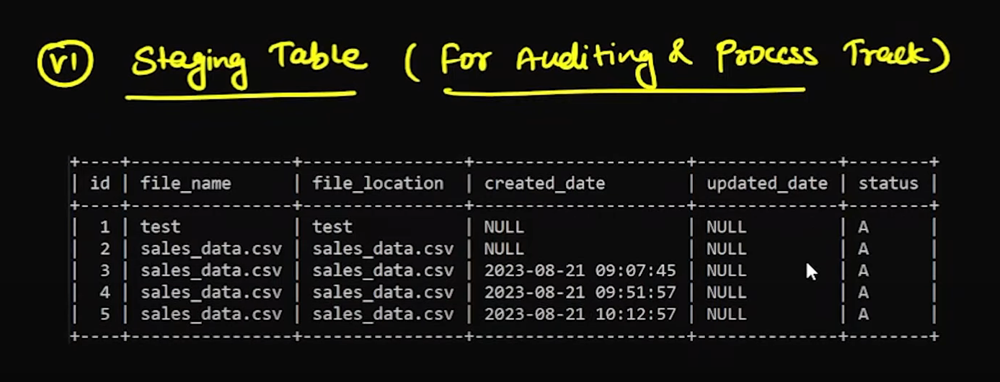 vi Staging Table ( For Auditing & Process Track )
+----+----------------+----------------+---------------------+--------------+--------+
| id | file_name | file_location | created_date | updated_date | status |
+----+----------------+----------------+---------------------+--------------+--------+
| 1 | test | test | NULL | NULL | A |
| 2 | sales_data.csv | sales_data.csv | NULL | NULL | A |
| 3 | sales_data.csv | sales_data.csv | 2023-08-21 09:07:45 | NULL | A |
| 4 | sales_data.csv | sales_data.csv | 2023-08-21 09:51:57 | NULL | A |
| 5 | sales_data.csv | sales_data.csv | 2023-08-21 10:12:57 | NULL | A |
+----+----------------+----------------+---------------------+--------------+--------+